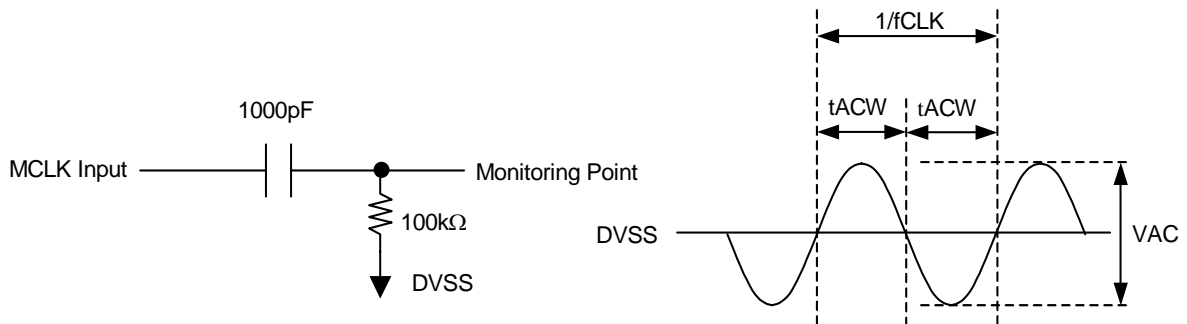 1/fCLK
1000pF
tACW
tACW
MCLK Input
Monitoring Point
100kΩ
DVSS
DVSS
VAC